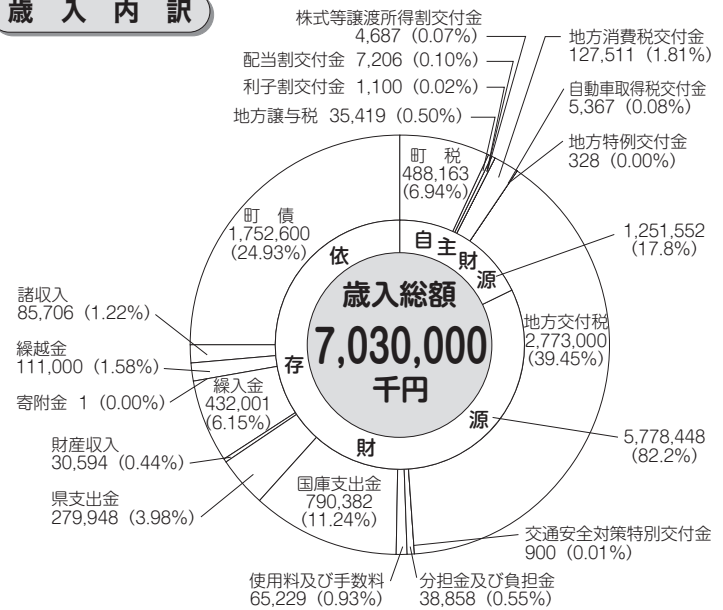 歳入内訳
株式等譲渡所得割交付金
4,687（0.07%）
配当割交付金 7,206（0.10%）
利子割交付金 1,100（0.02%）
地方譲与税 35,419（0.50%）
地方消費税交付金
127,511（1.81%）
自動車取得税交付金
5,367（0.08%）
地方特例交付金
328（0.00%）
町　税
488,163
（6.94%）
町　債
1,752,600
（24.93%）
自主財源
1,251,552
（17.8%）
依存財源
5,778,448
（82.2%）
歳入総額
7,030,000
千円
地方交付税
2,773,000
（39.45%）
諸収入
85,706（1.22%）
繰越金
111,000（1.58%）
寄附金 1（0.00%）
繰入金
432,001
（6.15%）
財産収入
30,594（0.44%）
県支出金
279,948（3.98%）
国庫支出金
790,382
（11.24%）
交通安全対策特別交付金
900（0.01%）
使用料及び手数料
65,229（0.93%）
分担金及び負担金
38,858（0.55%）